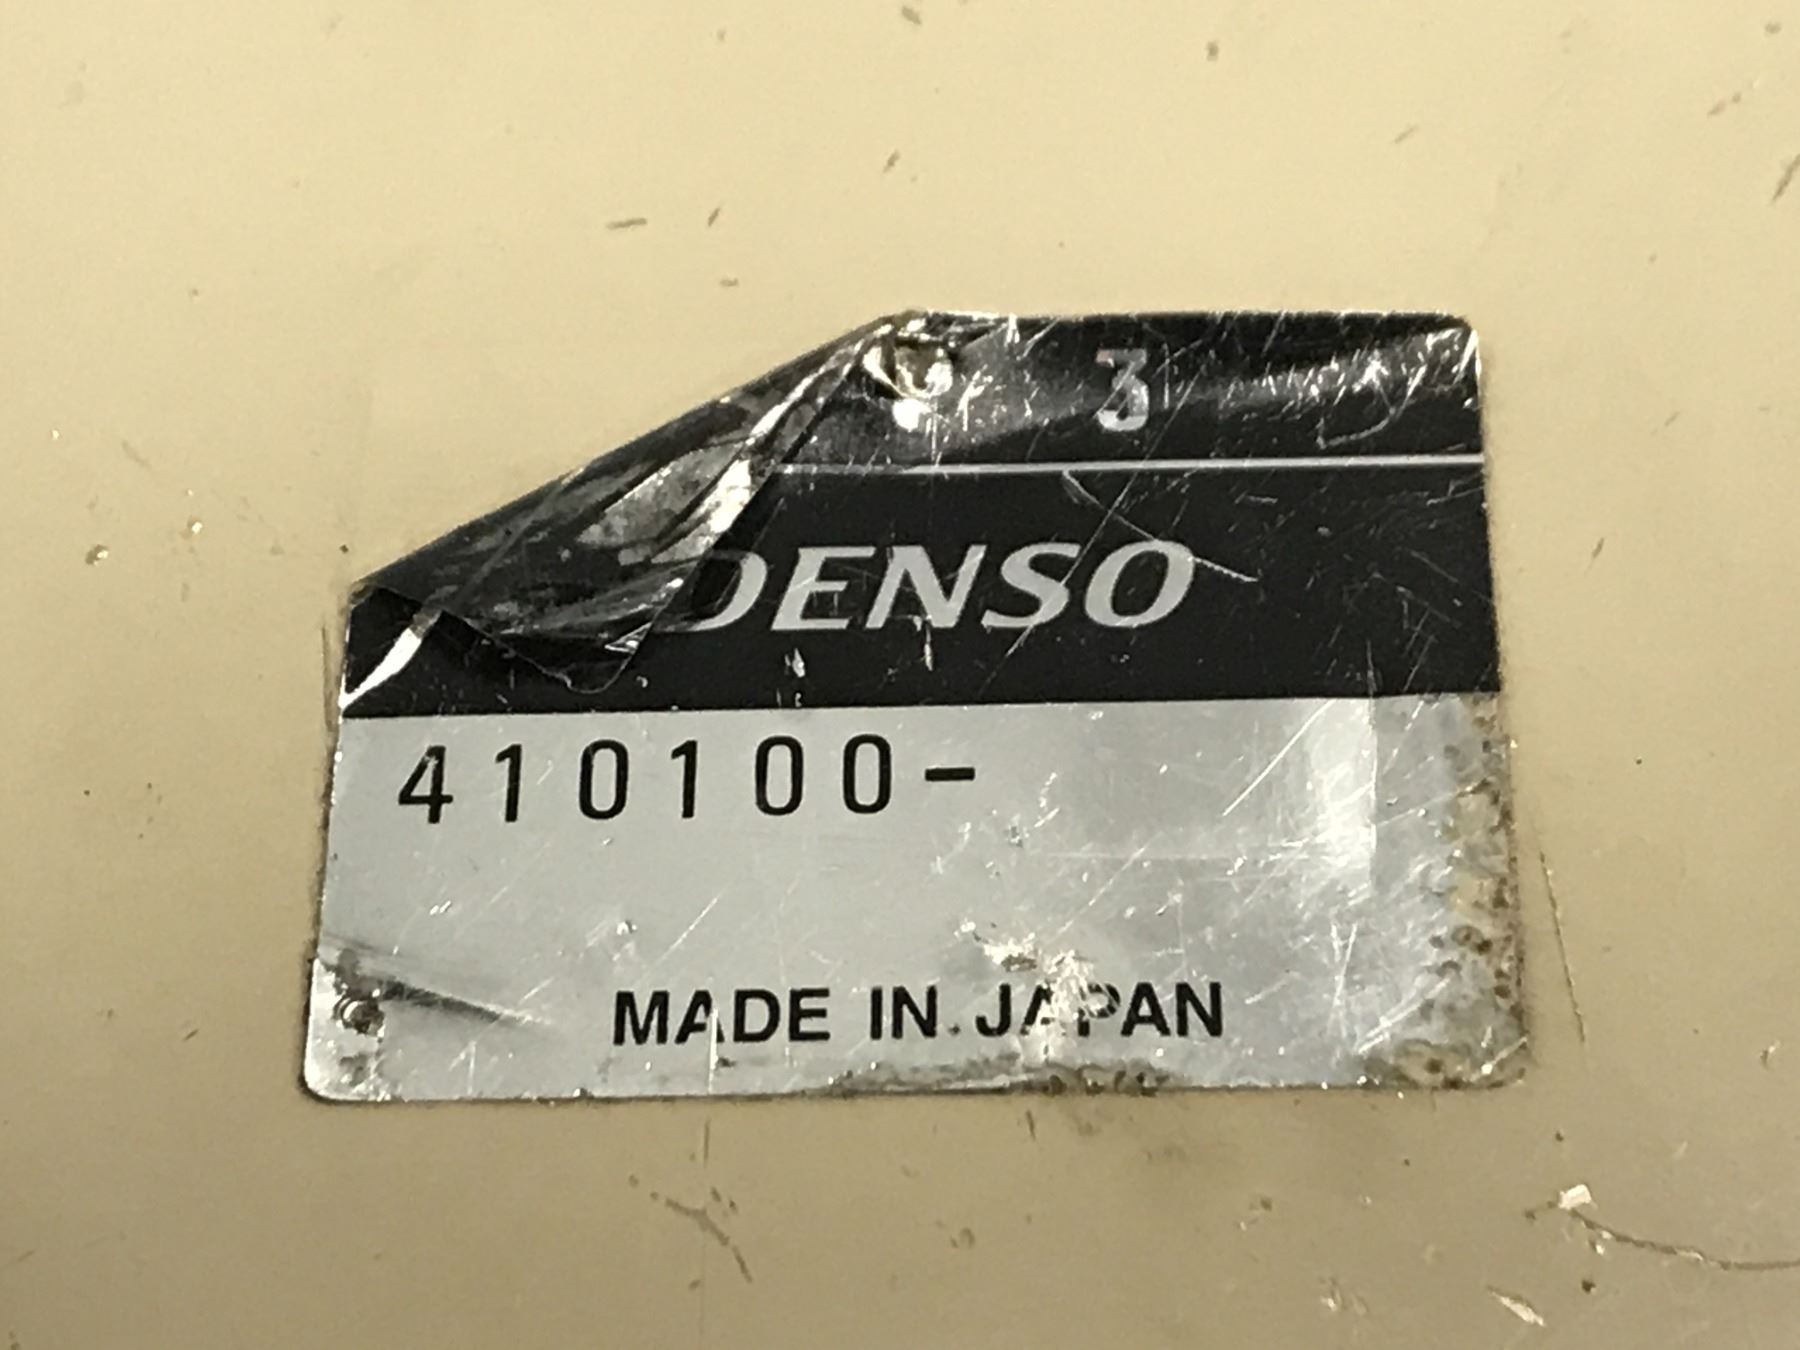 3
DENSO
410100-
MADE IN JAPAN